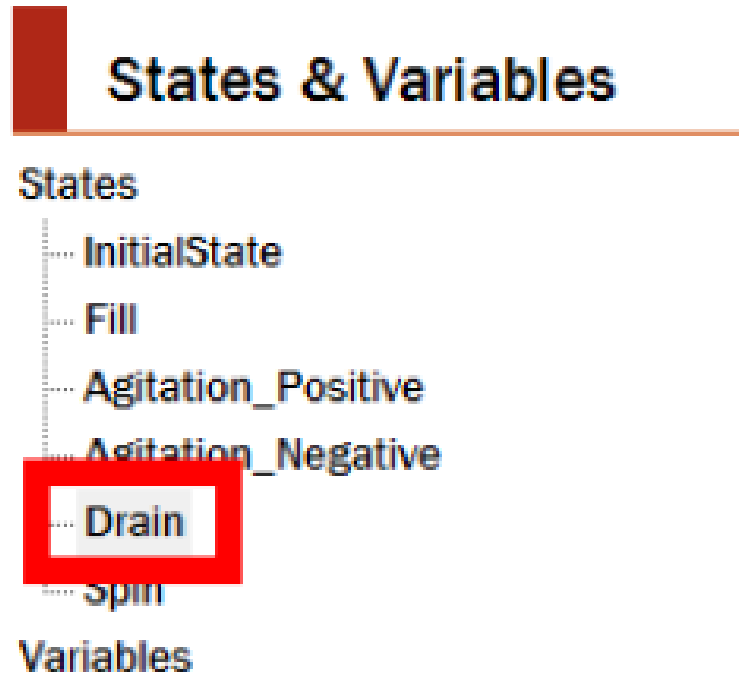 States & Variables
States
InitialState
Fill
Agitation_Positive
Agitation_Negative
Drain
Spin
Variables